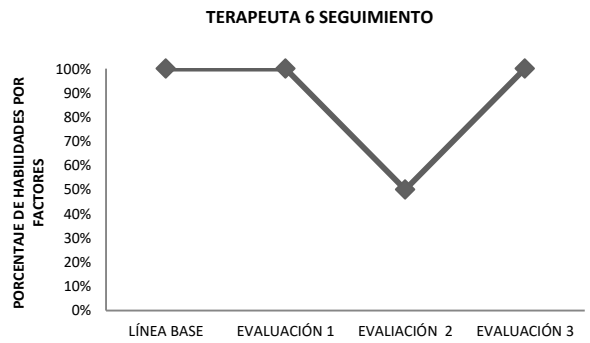 TERAPEUTA 6 SEGUIMIENTO
PORCENTAJE DE HABILIDADES POR
FACTORES
100%
90%
80%
70%
60%
50%
40%
30%
20%
10%
0%
LÍNEA BASE EVALUACIÓN 1 EVALIACIÓN 2 EVALUACIÓN 3